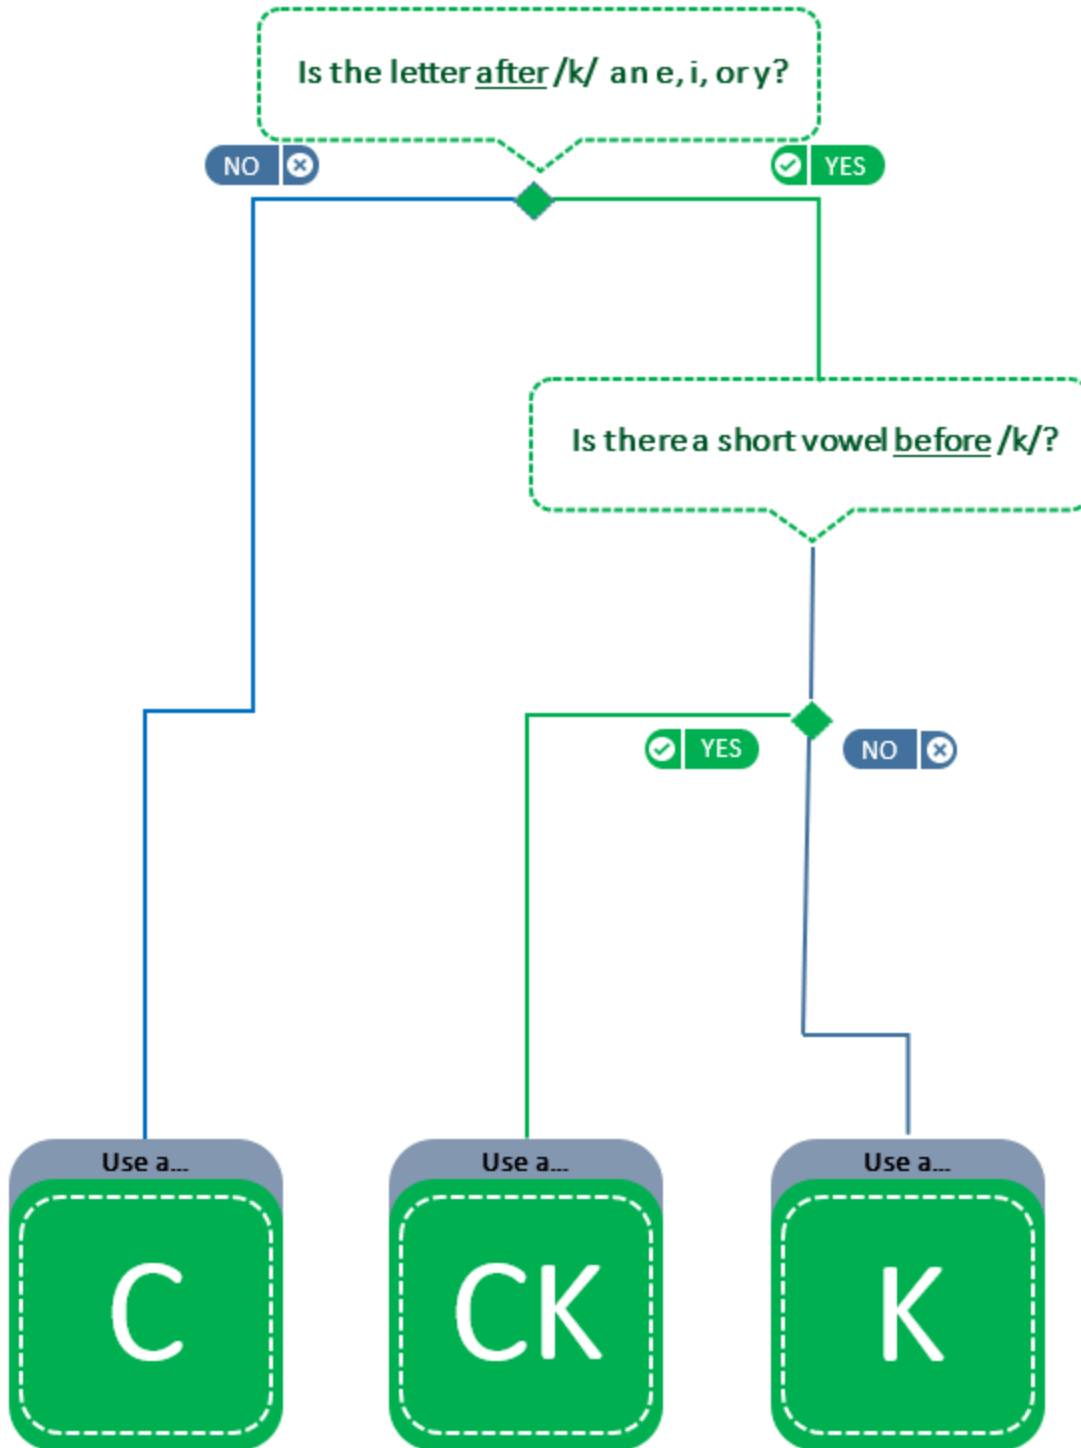 Is the letter after /k/ an e, i, or y?
NO
YES
Is there a short vowel before /k/?
YES
NO
Use a...
Use a...
Use a...
C
CK
K